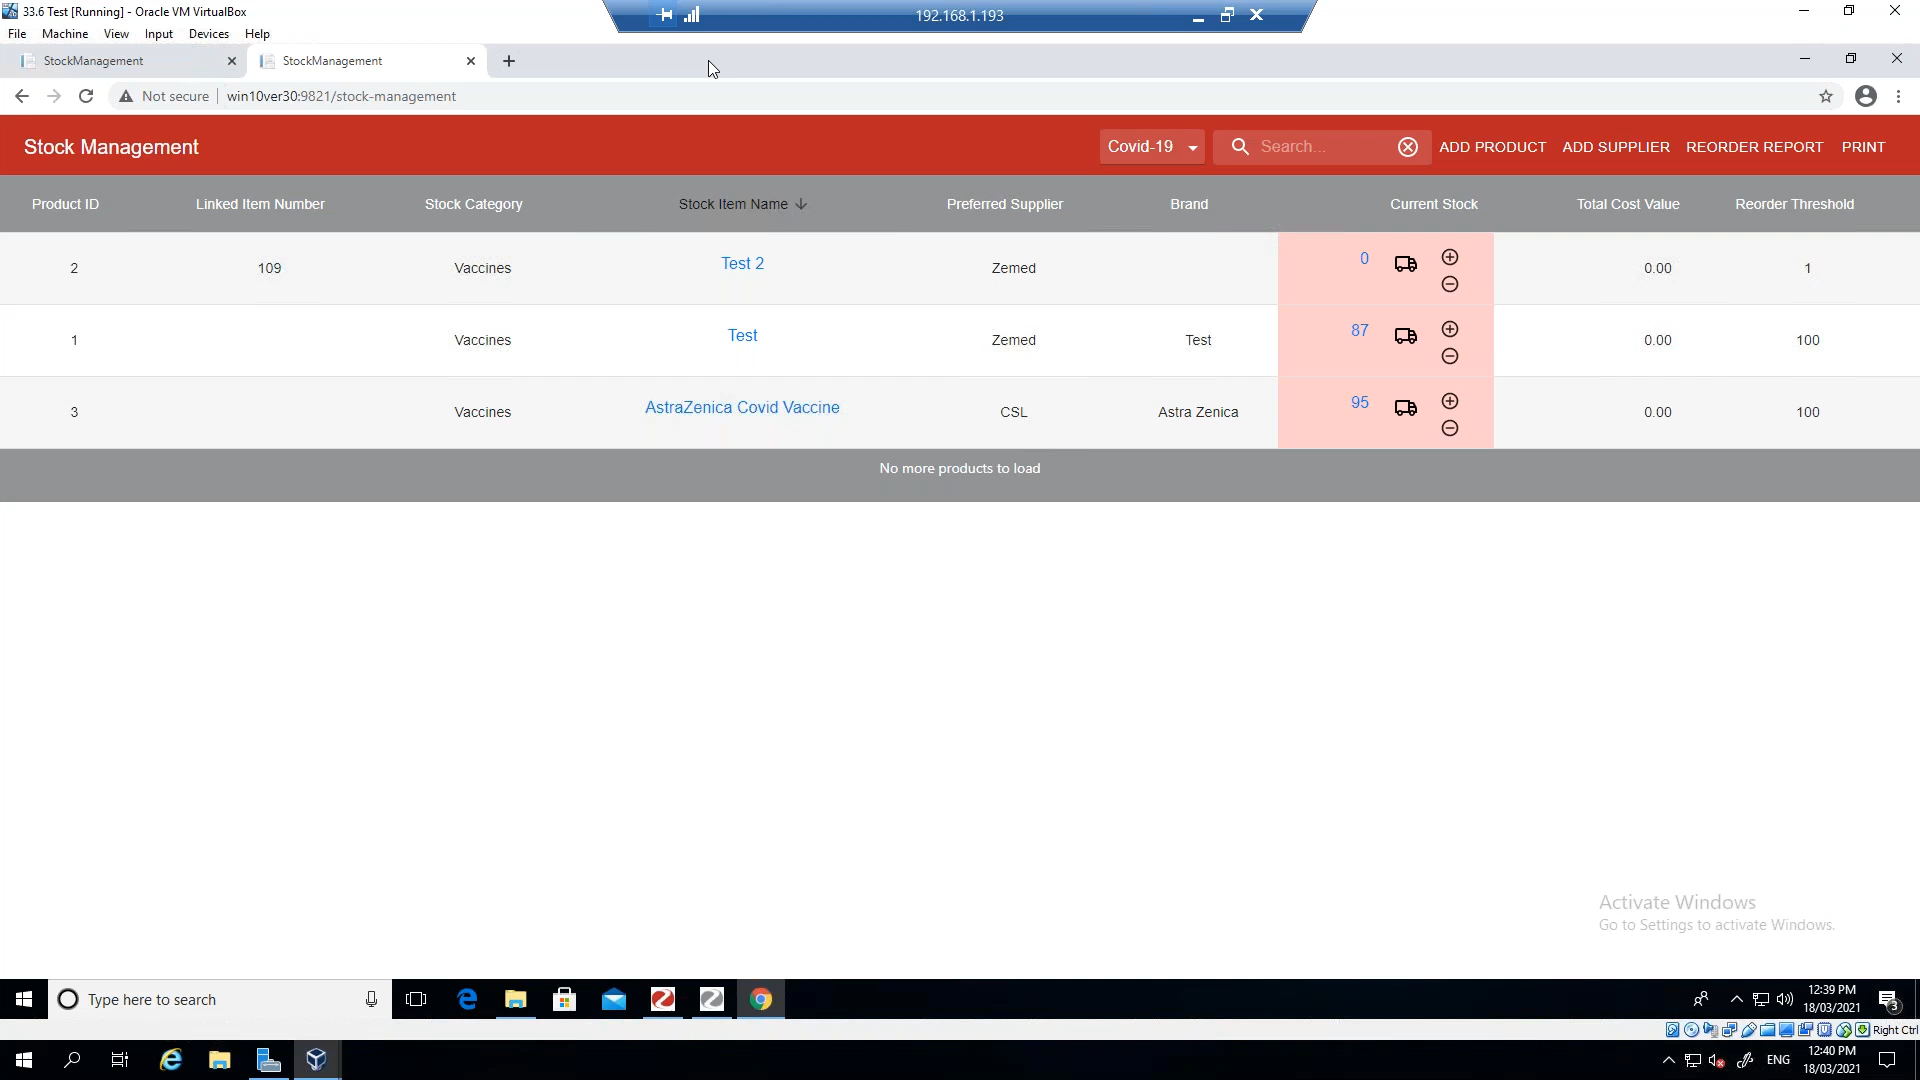 33.6 Test [Running] - Oracle VM VirtualBox
192.168.1.193
File Machine View Input Devices Help
StockManagement StockManagement
Not secure win10ver30:9821/stock-management
Stock Management Covid-19 Search... ADD PRODUCT ADD SUPPLIER REORDER REPORT PRINT
Product ID Linked Item Number Stock Category Stock Item Name Preferred Supplier Brand Current Stock Total Cost Value Reorder Threshold
2 109 Vaccines Test 2 Zemed 0 0.00 1
1 Vaccines Test Zemed Test 87 0.00 100
3 Vaccines AstraZenica Covid Vaccine CSL Astra Zenica 95 0.00 100
No more products to load
Activate Windows
Go to Settings to activate Windows.
Type here to search
12:39 PM
18/03/2021
3
Right Ctrl
ENG
12:40 PM
18/03/2021